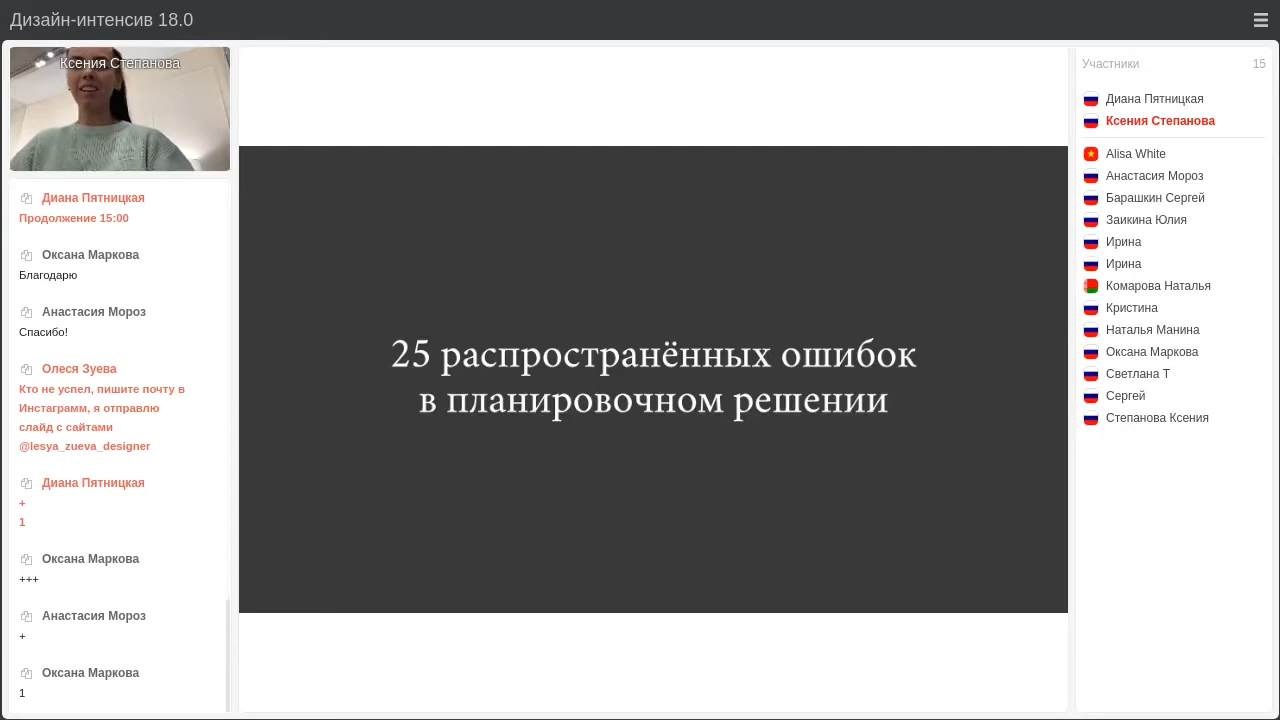 Дизайн-интенсив 18.0
Ксения Степанова
Диана Пятницкая
Продолжение 15:00
Оксана Маркова
Благодарю
Анастасия Мороз
Спасибо!
Олеся Зуева
Кто не успел, пишите почту в
Инстаграмм, я отправлю
слайд с сайтами
@lesya_zueva_designer
Диана Пятницкая
+
1
Оксана Маркова
+++
Анастасия Мороз
+
Оксана Маркова
1
25 распространённых ошибок
в планировочном решении
Участники 15
Диана Пятницкая
Ксения Степанова
Alisa White
Анастасия Мороз
Барашкин Сергей
Заикина Юлия
Ирина
Ирина
Комарова Наталья
Кристина
Наталья Манина
Оксана Маркова
Светлана Т
Сергей
Степанова Ксения